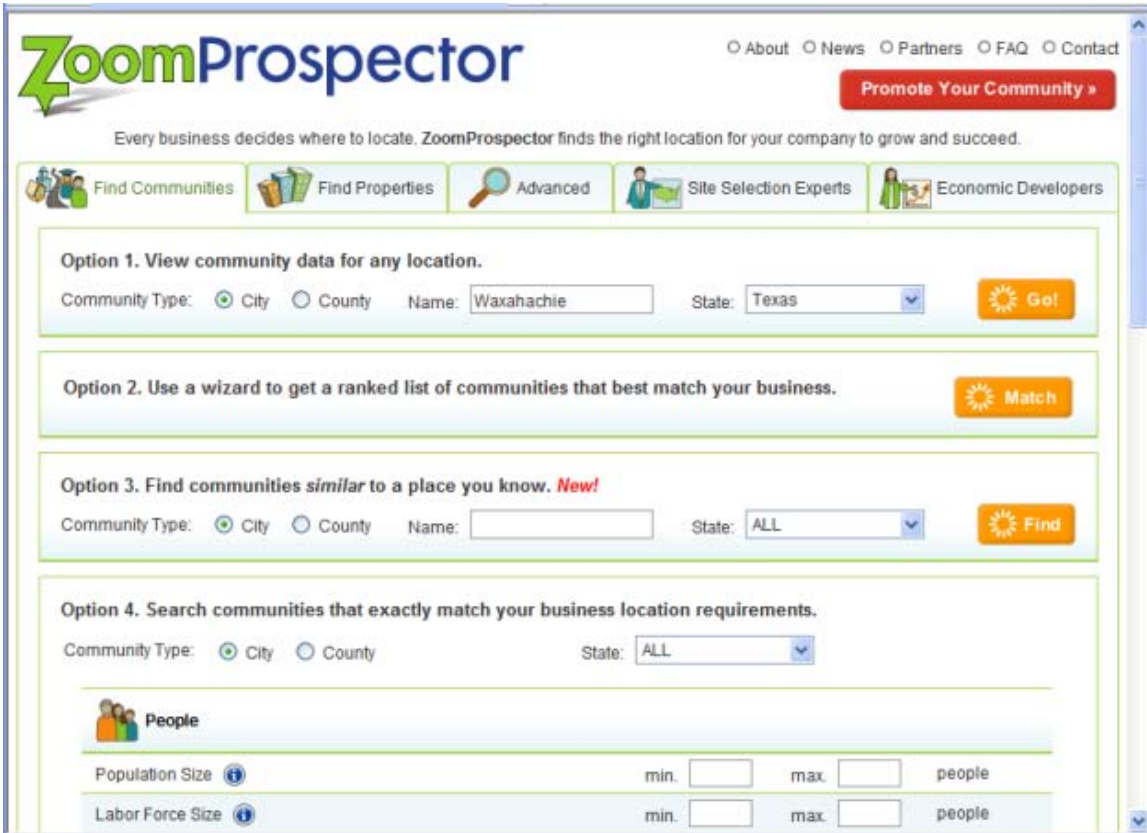 ZoomProspector
About News Partners FAQ Contact
Promote Your Community »
Every business decides where to locate. ZoomProspector finds the right location for your company to grow and succeed.
Find Communities Find Properties Advanced Site Selection Experts Economic Developers
Option 1. View community data for any location.
Community Type: City County Name: Waxahachie State: Texas Go!
Option 2. Use a wizard to get a ranked list of communities that best match your business.
Match
Option 3. Find communities similar to a place you know. New!
Community Type: City County Name: State: ALL Find
Option 4. Search communities that exactly match your business location requirements.
Community Type: City County State: ALL
People
Population Size min. max. people
Labor Force Size min. max. people